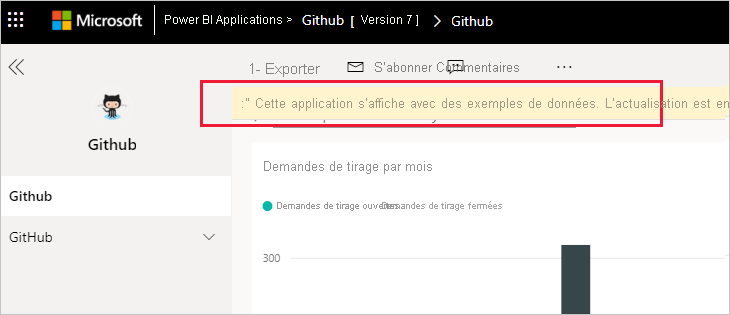 Microsoft Power BI Applications > Github [ Version 7 ] > Github
1- Exporter S'abonner Commentaires ...
:" Cette application s'affiche avec des exemples de données. L'actualisation est en
Github
Demandes de tirage par mois
Github
Demandes de tirage ouvertes Demandes de tirage fermées
GitHub
300